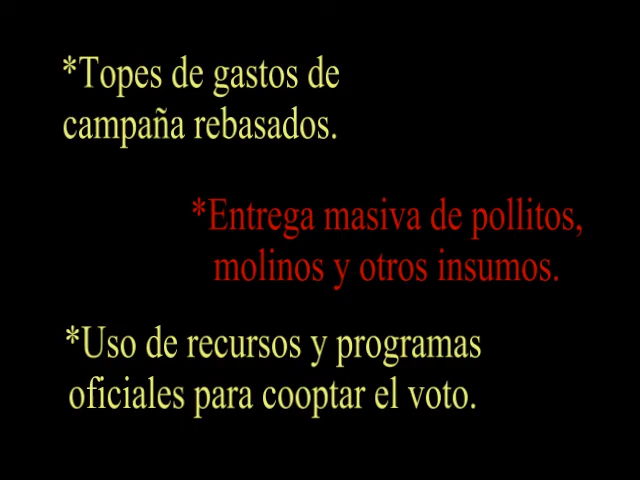 *Topes de gastos de
campaña rebasados.
*Entrega masiva de pollitos,
molinos y otros insumos.
*Uso de recursos y programas
oficiales para cooptar el voto.